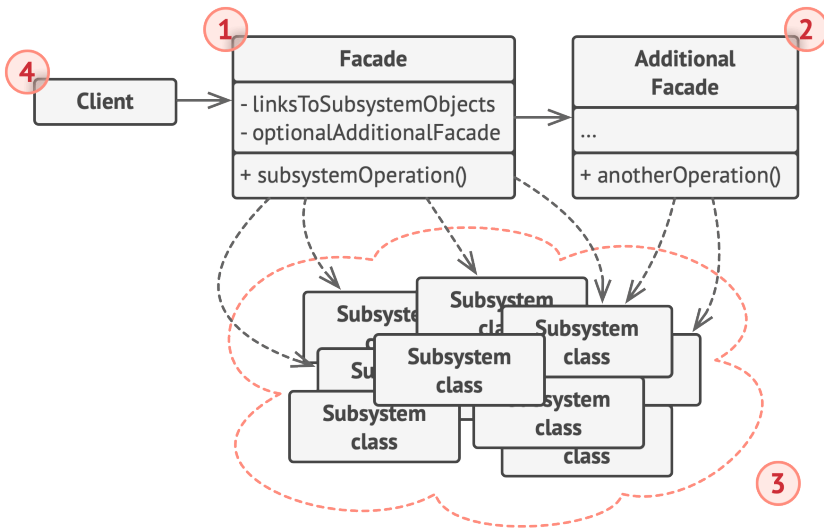 1
2
4
Facade
Additional
Facade
Client
- linksToSubsystemObjects
- optionalAdditionalFacade
...
+ subsystemOperation()
+ anotherOperation()
Subsystem
class
Subsystem
class
Subsystem
class
Subsystem
class
Subsystem
class
Subsystem
class
class
3